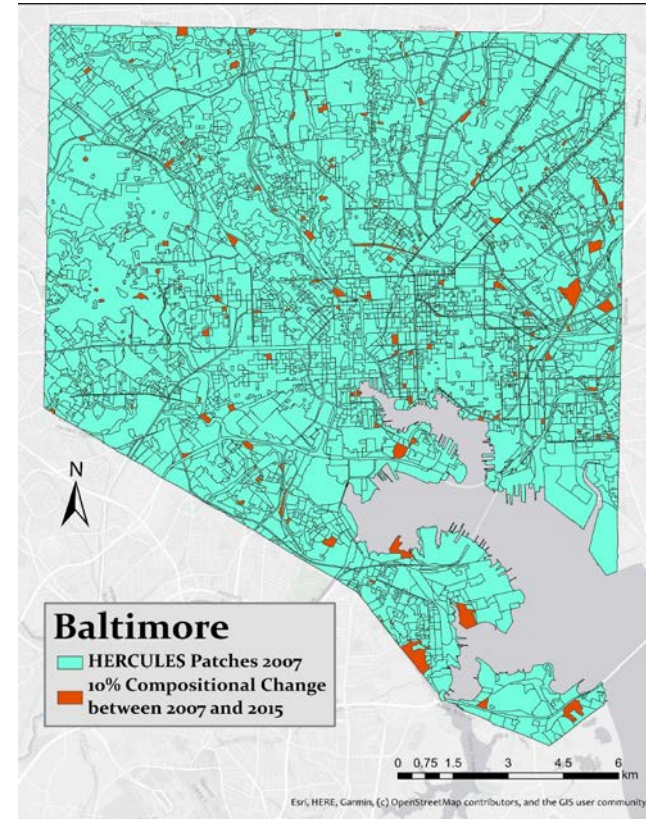 N
Baltimore
HERCULES Patches 2007
10% Compositional Change
between 2007 and 2015
0 0,75 1.5 3 4.5 6
km
Esri, HERE, Garmin, (c) OpenStreetMap contributors, and the GIS user community